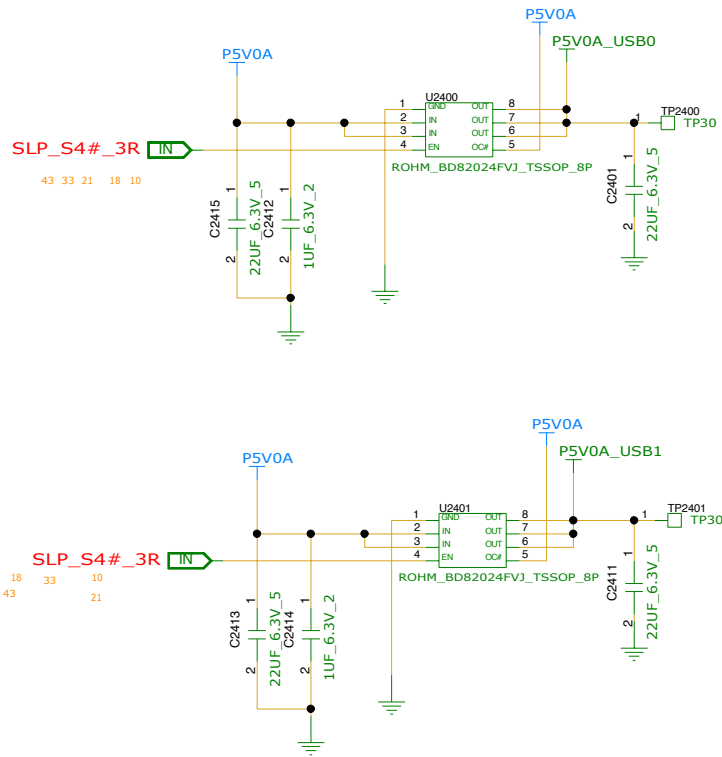 P5V0A
P5V0A_USB0
P5V0A
U2400
1 GND OUT 8
2 IN OUT 7
3 IN OUT 6
4 EN OC# 5
ROHM_BD82024FVJ_TSSOP_8P
1
TP2400
TP30
SLP_S4#_3R IN
43 33 21 18 10
1
2
C2415
22UF_6.3V_5
1
2
C2412
1UF_6.3V_2
1
2
C2401
22UF_6.3V_5
P5V0A
P5V0A_USB1
P5V0A
U2401
1 GND OUT 8
2 IN OUT 7
3 IN OUT 6
4 EN OC# 5
ROHM_BD82024FVJ_TSSOP_8P
1
TP2401
TP30
SLP_S4#_3R IN
18 33 10
43 21
1
2
C2413
22UF_6.3V_5
1
2
C2414
1UF_6.3V_2
1
2
C2411
22UF_6.3V_5